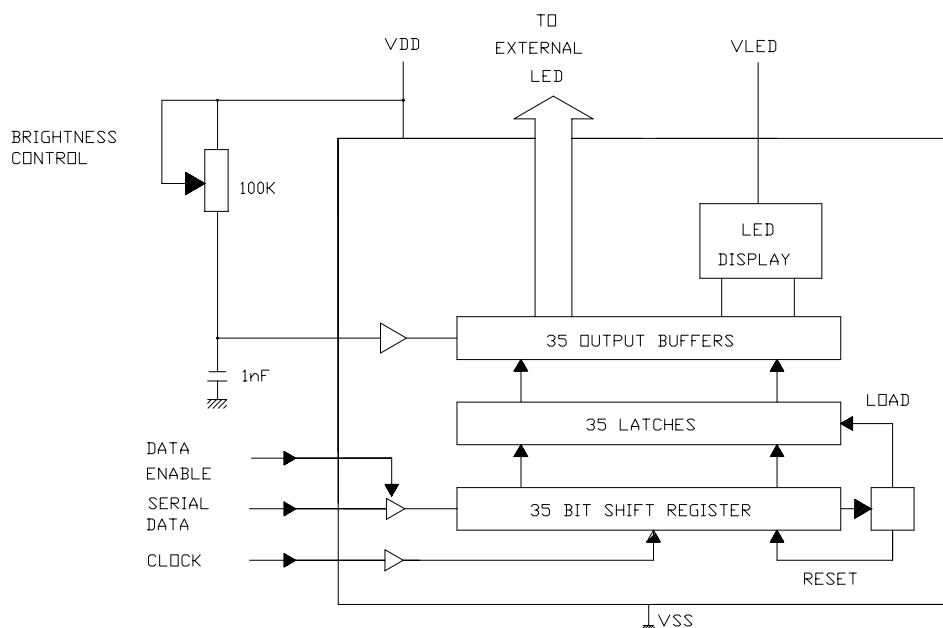 TO
EXTERNAL
LED
VDD
VLED
BRIGHTNESS
CONTROL
100K
LED
DISPLAY
35 OUTPUT BUFFERS
1nF
LOAD
35 LATCHES
DATA
ENABLE
SERIAL
DATA
35 BIT SHIFT REGISTER
CLOCK
RESET
VSS